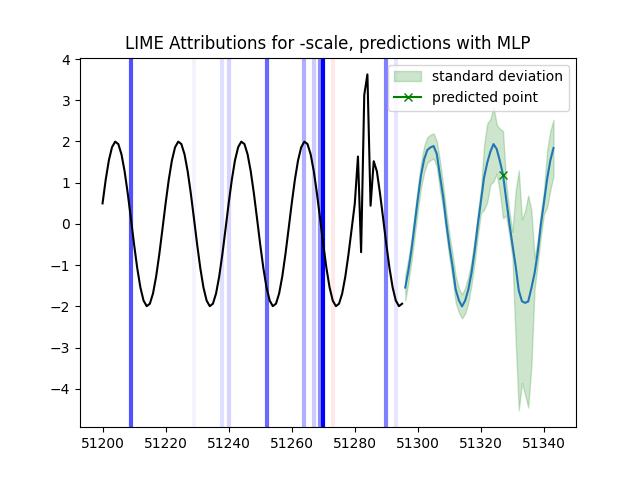 LIME Attributions for -scale, predictions with MLP
standard deviation
predicted point
4
3
2
1
0
−1
−2
−3
−4
51200 51220 51240 51260 51280 51300 51320 51340